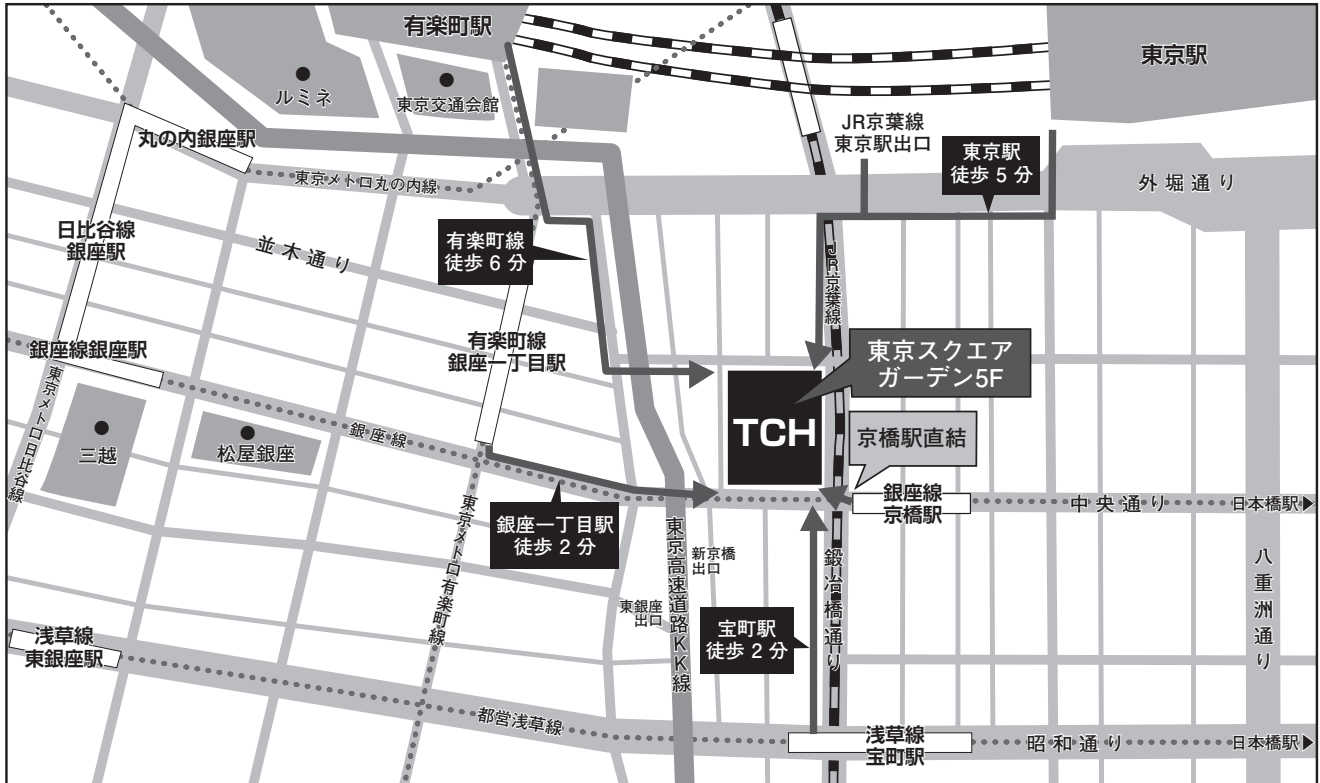 有楽町駅
東京駅
ルミネ
東京交通会館
丸の内銀座駅
JR京葉線
東京駅出口
東京駅
徒歩 5 分
東京メトロ丸の内線
外堀通り
日比谷線
銀座駅
並木通り
有楽町線
徒歩 6 分
JR京葉線
有楽町線
銀座一丁目駅
銀座線銀座駅
東京スクエア
ガーデン5F
東京メトロ日比谷線
TCH
京橋駅直結
三越
松屋銀座
銀座線
銀座線
京橋駅
中央通り
日本橋駅▶
銀座一丁目駅
徒歩 2 分
東京メトロ有楽町線
東京高速道路KK線
新京橋
出口
鍛冶橋通り
八重洲通り
東銀座
出口
宝町駅
徒歩 2 分
浅草線
東銀座駅
都営浅草線
浅草線
宝町駅
昭和通り
日本橋駅▶